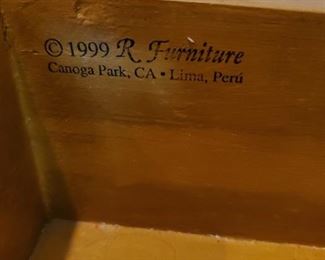 © 1999 R Furniture
Canoga Park, CA • Lima, Perú